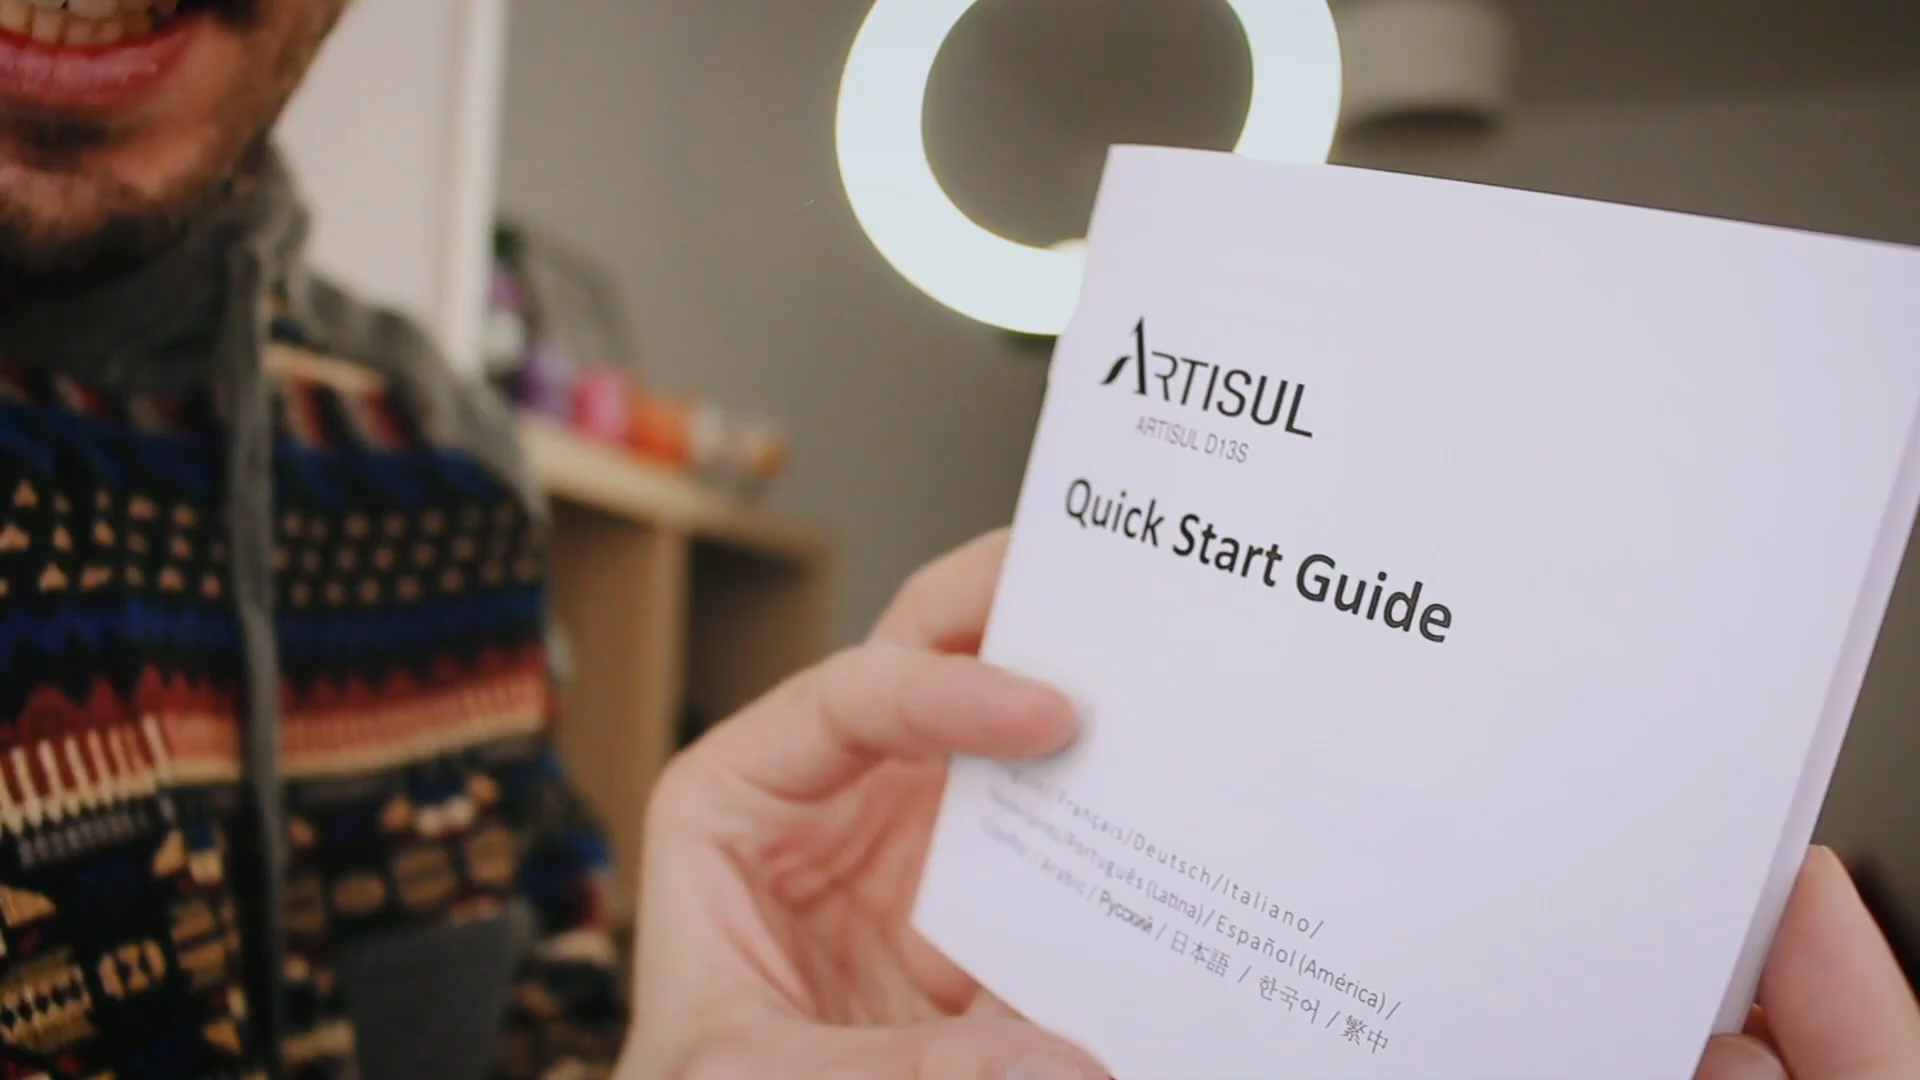 ARTISUL
ARTISUL D13S
Quick Start Guide
Français/Deutsch/Italiano/
Português (Latina)/Español (América)/
Arabic / Русский / 日本語 / 한국어 / 繁中